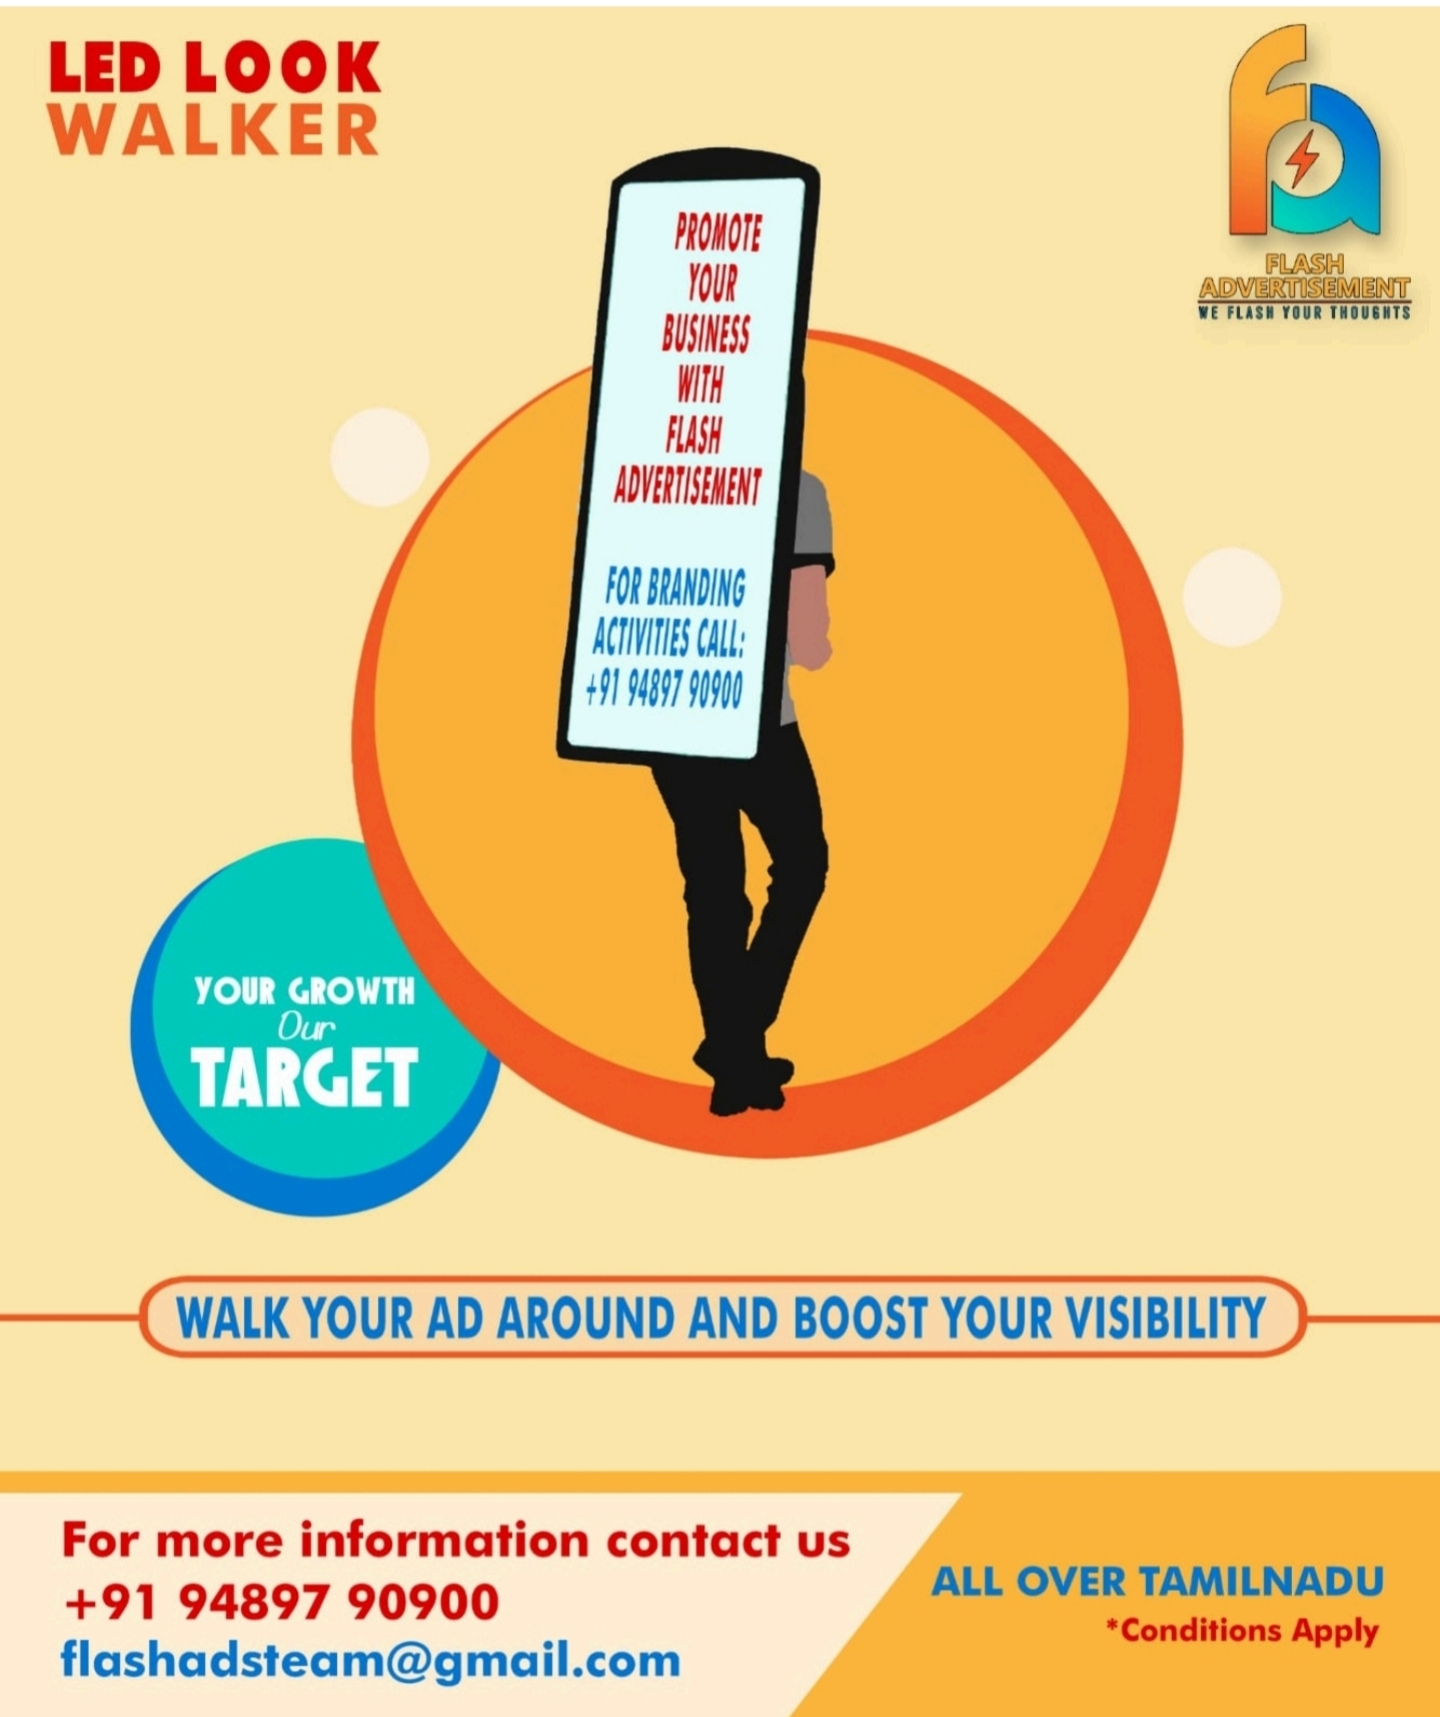 LED LOOK
WALKER
fa
FLASH
ADVERTISEMENT
WE FLASH YOUR THOUGHTS
PROMOTE
YOUR
BUSINESS
WITH
FLASH
ADVERTISEMENT
FOR BRANDING
ACTIVITIES CALL:
+91 94897 90900
YOUR GROWTH
Our
TARGET
WALK YOUR AD AROUND AND BOOST YOUR VISIBILITY
For more information contact us
+91 94897 90900
flashadsteam@gmail.com
ALL OVER TAMILNADU
*Conditions Apply